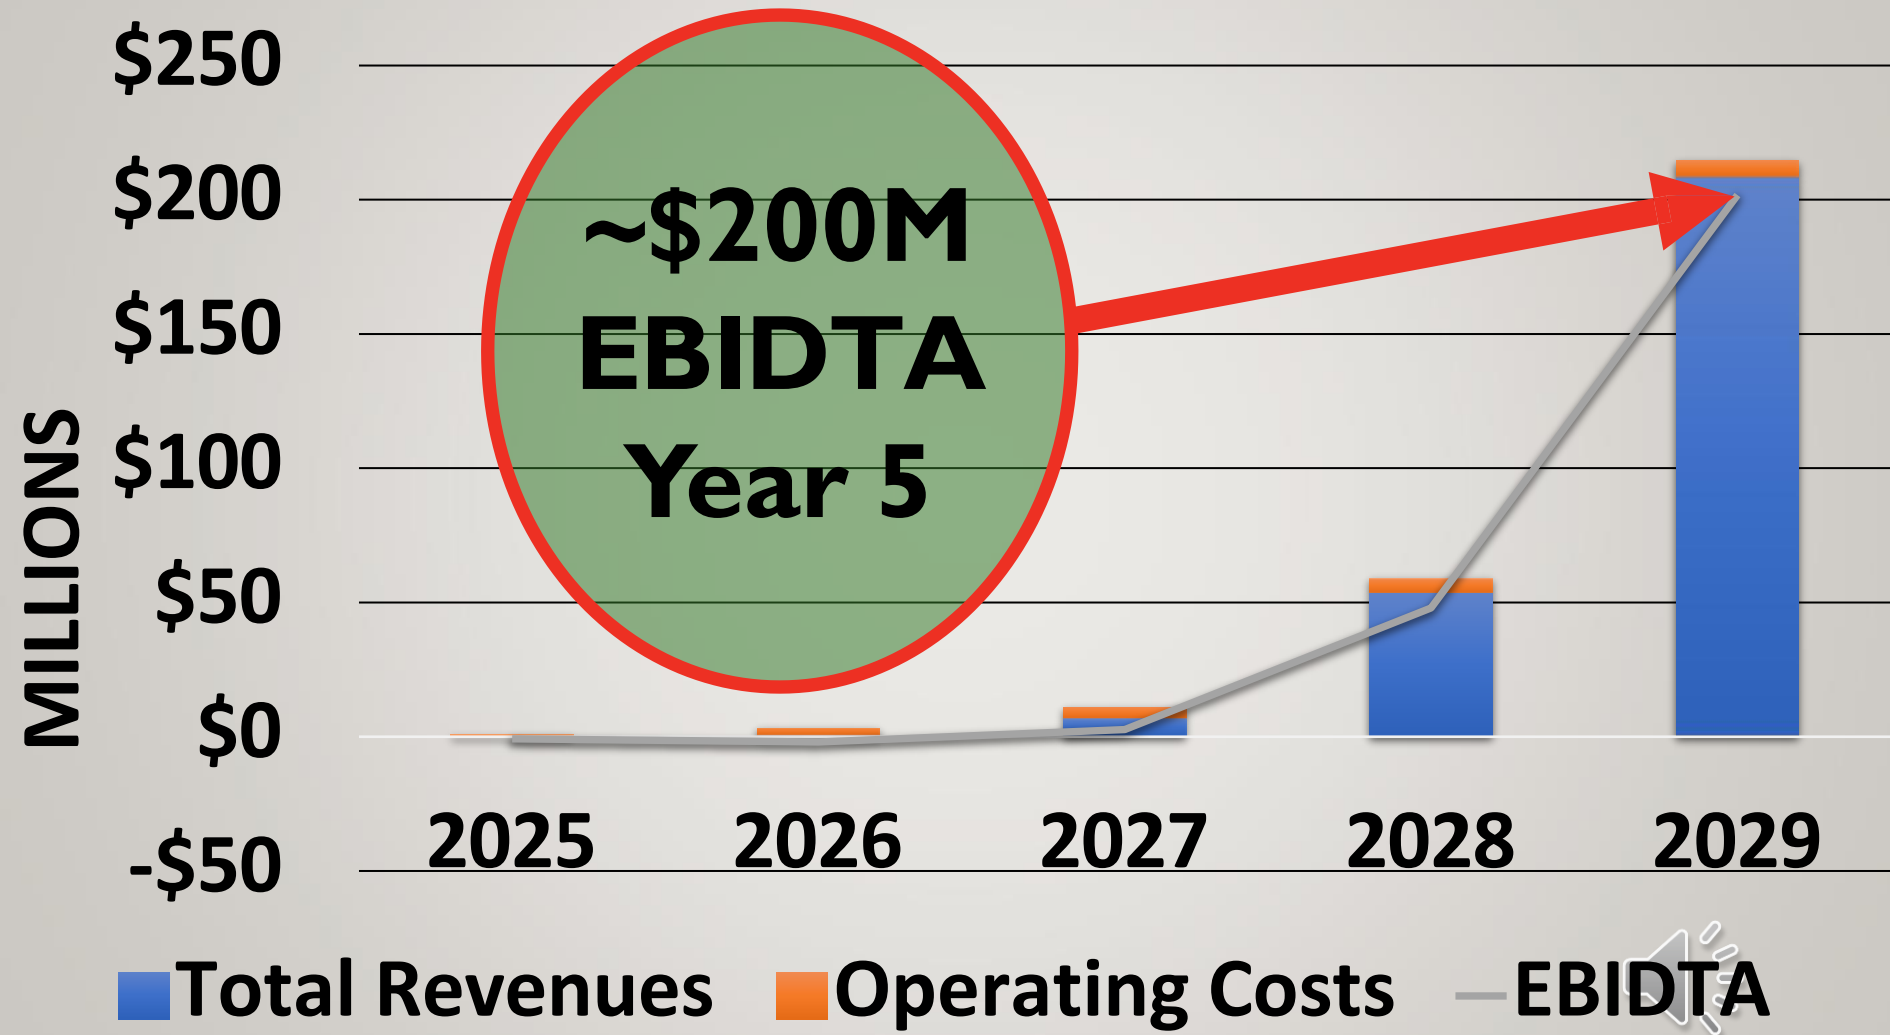 $250
$200
$150
$100
$50
$0
-$50
MILLIONS
~$200M
EBIDTA
Year 5
2025 2026 2027 2028 2029
Total Revenues Operating Costs EBIDTA